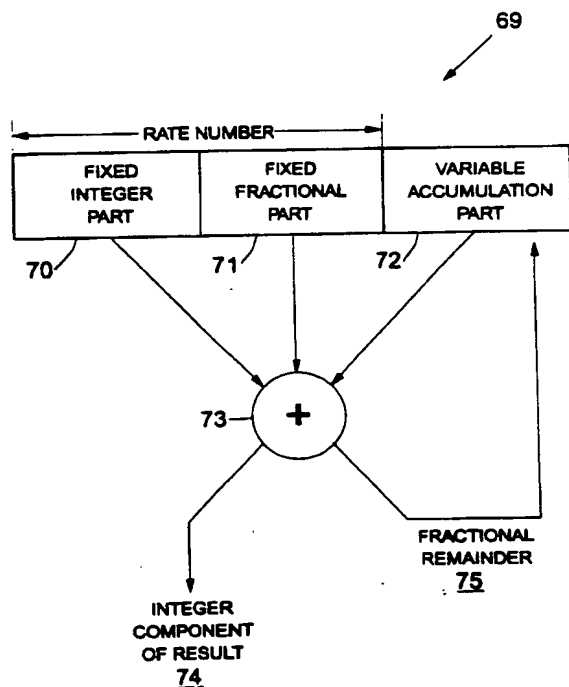 69
RATE NUMBER
FIXED
INTEGER
PART
FIXED
FRACTIONAL
PART
VARIABLE
ACCUMULATION
PART
70
71
72
73
+
FRACTIONAL
REMAINDER
75
INTEGER
COMPONENT
OF RESULT
74